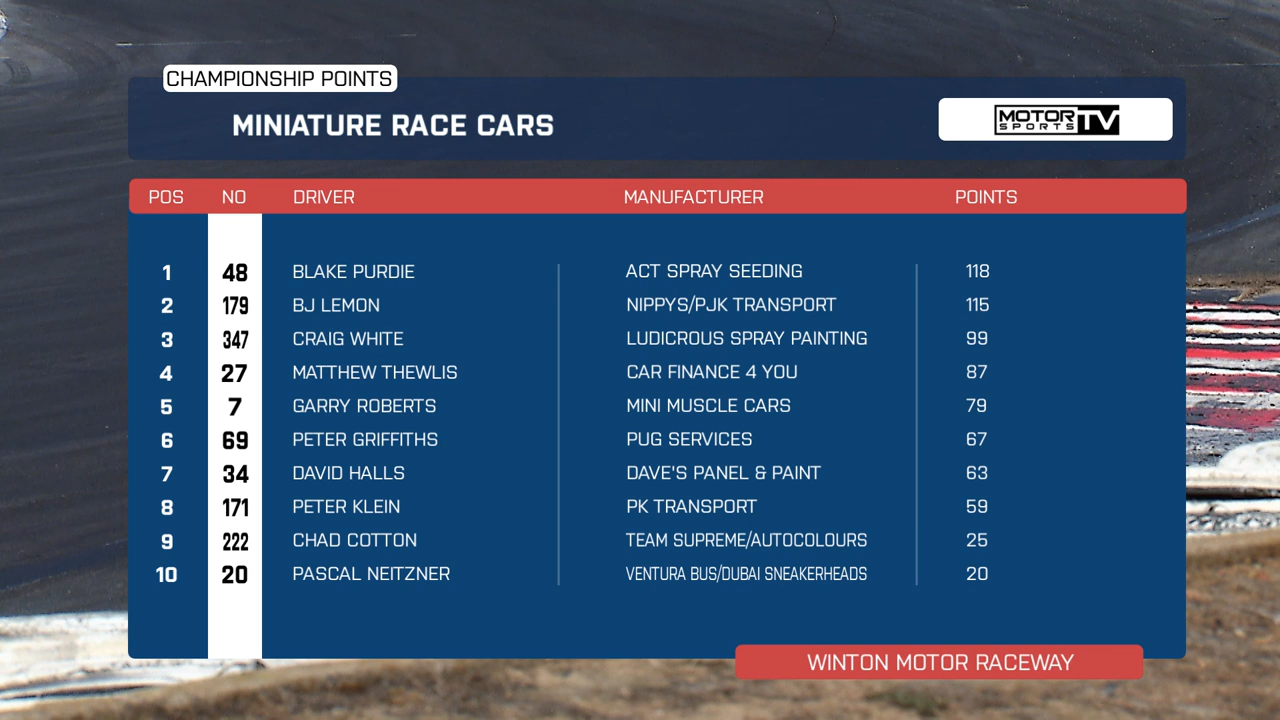 CHAMPIONSHIP POINTS
MINIATURE RACE CARS
MOTOR SPORTS TV
POS NO DRIVER MANUFACTURER POINTS
1 48 BLAKE PURDIE ACT SPRAY SEEDING 118
2 179 BJ LEMON NIPPYS/PJK TRANSPORT 115
3 347 CRAIG WHITE LUDICROUS SPRAY PAINTING 99
4 27 MATTHEW THEWLIS CAR FINANCE 4 YOU 87
5 7 GARRY ROBERTS MINI MUSCLE CARS 79
6 69 PETER GRIFFITHS PUG SERVICES 67
7 34 DAVID HALLS DAVE'S PANEL & PAINT 63
8 171 PETER KLEIN PK TRANSPORT 59
9 222 CHAD COTTON TEAM SUPREME/AUTOCOLOURS 25
10 20 PASCAL NEITZNER VENTURA BUS/DUBAI SNEAKERHEADS 20
WINTON MOTOR RACEWAY